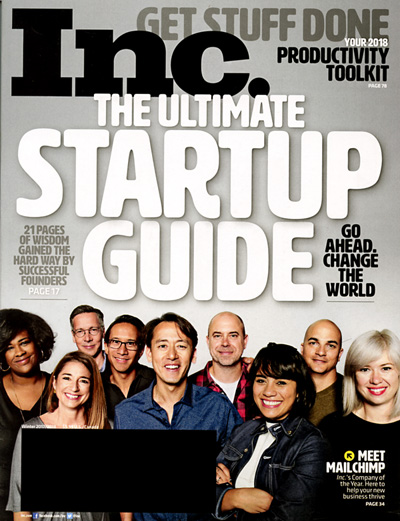 GET STUFF DONE
YOUR 2018
PRODUCTIVITY
TOOLKIT
PAGE 78
Inc.
THE ULTIMATE
STARTUP
GUIDE
21 PAGES
OF WISDOM
GAINED THE
HARD WAY BY
SUCCESSFUL
FOUNDERS
PAGE 17
GO
AHEAD.
CHANGE
THE
WORLD
MEET
MAILCHIMP
Inc.'s Company of
the Year. Here to
help your new
business thrive
PAGE 34